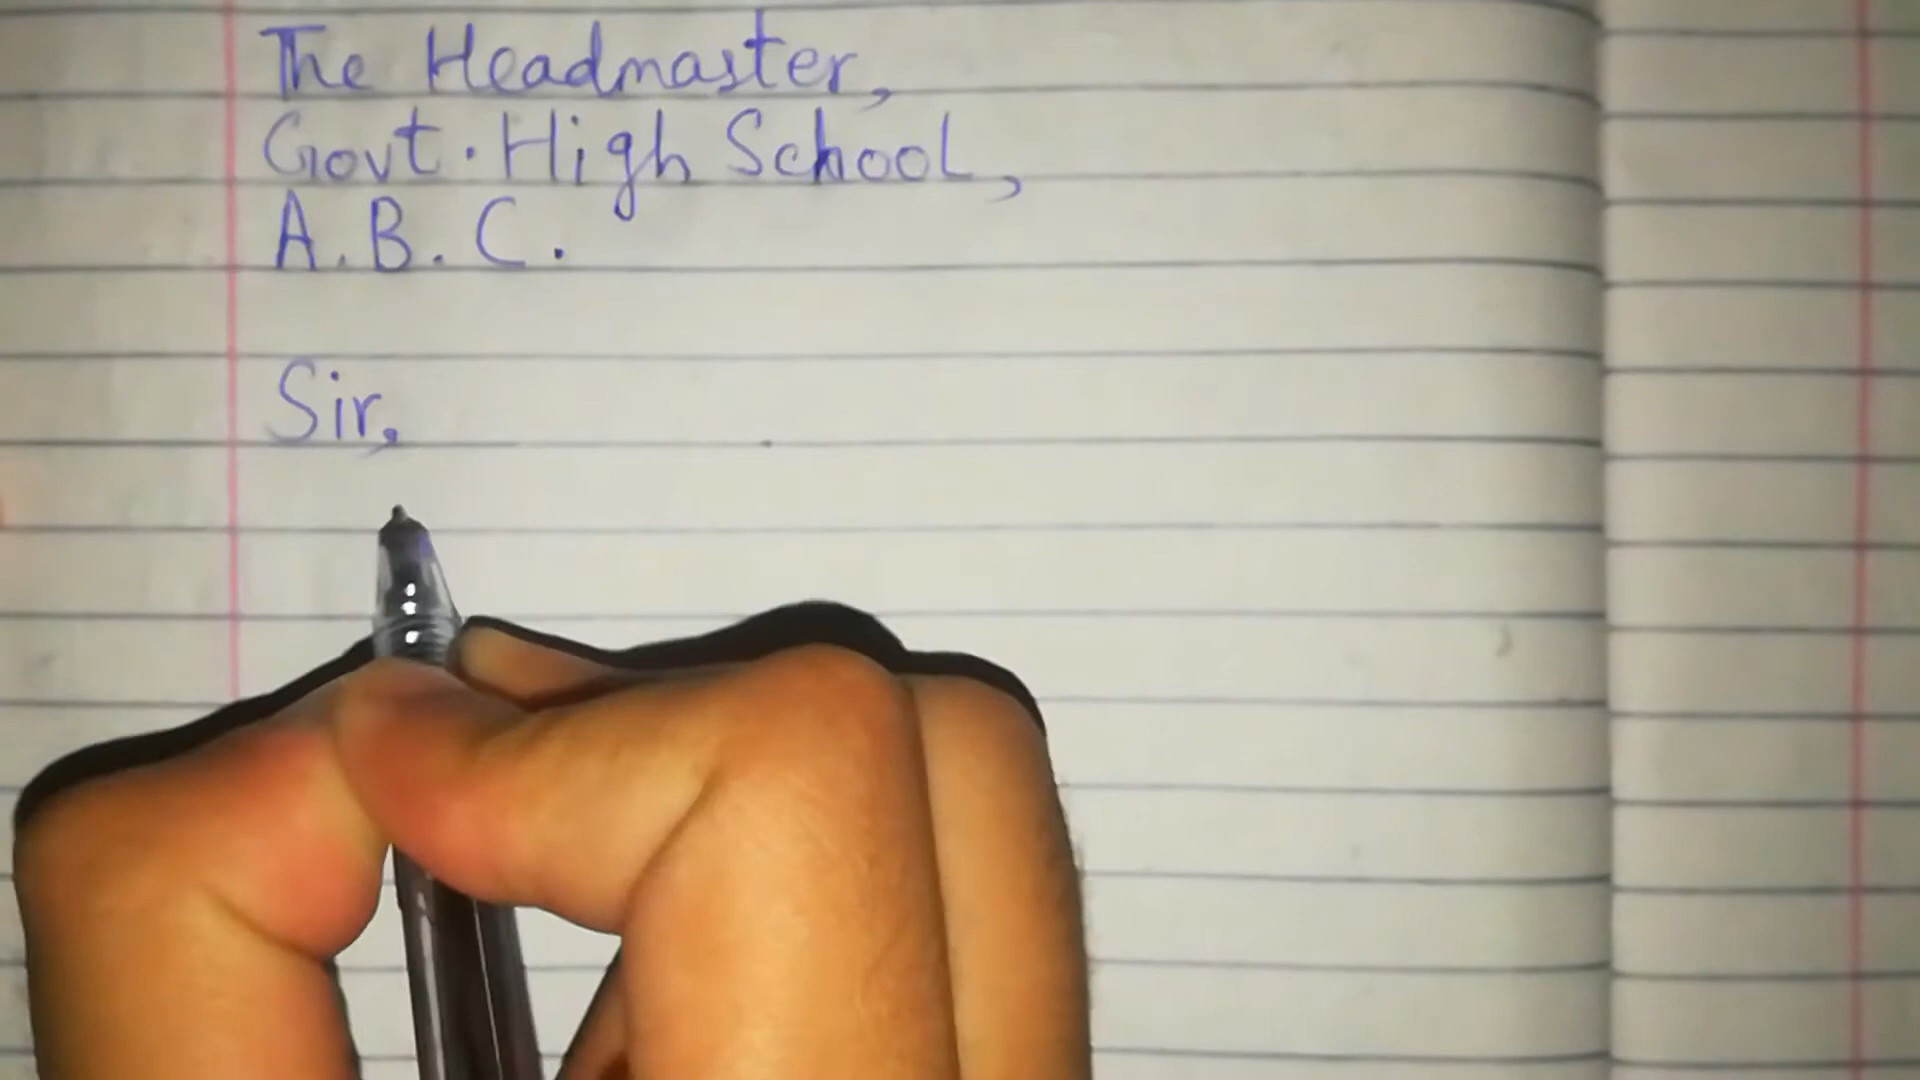 The Headmaster,
Govt. High School,
A.B.C.
Sir,